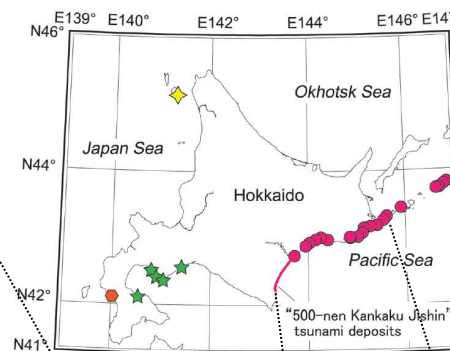 E139° E140° E142° E144° E146° E147
N46°
Okhotsk Sea
Japan Sea
N44°
Hokkaido
Pacific Sea
N42°
"500-nen Kankaku Jishin"
tsunami deposits
N41°